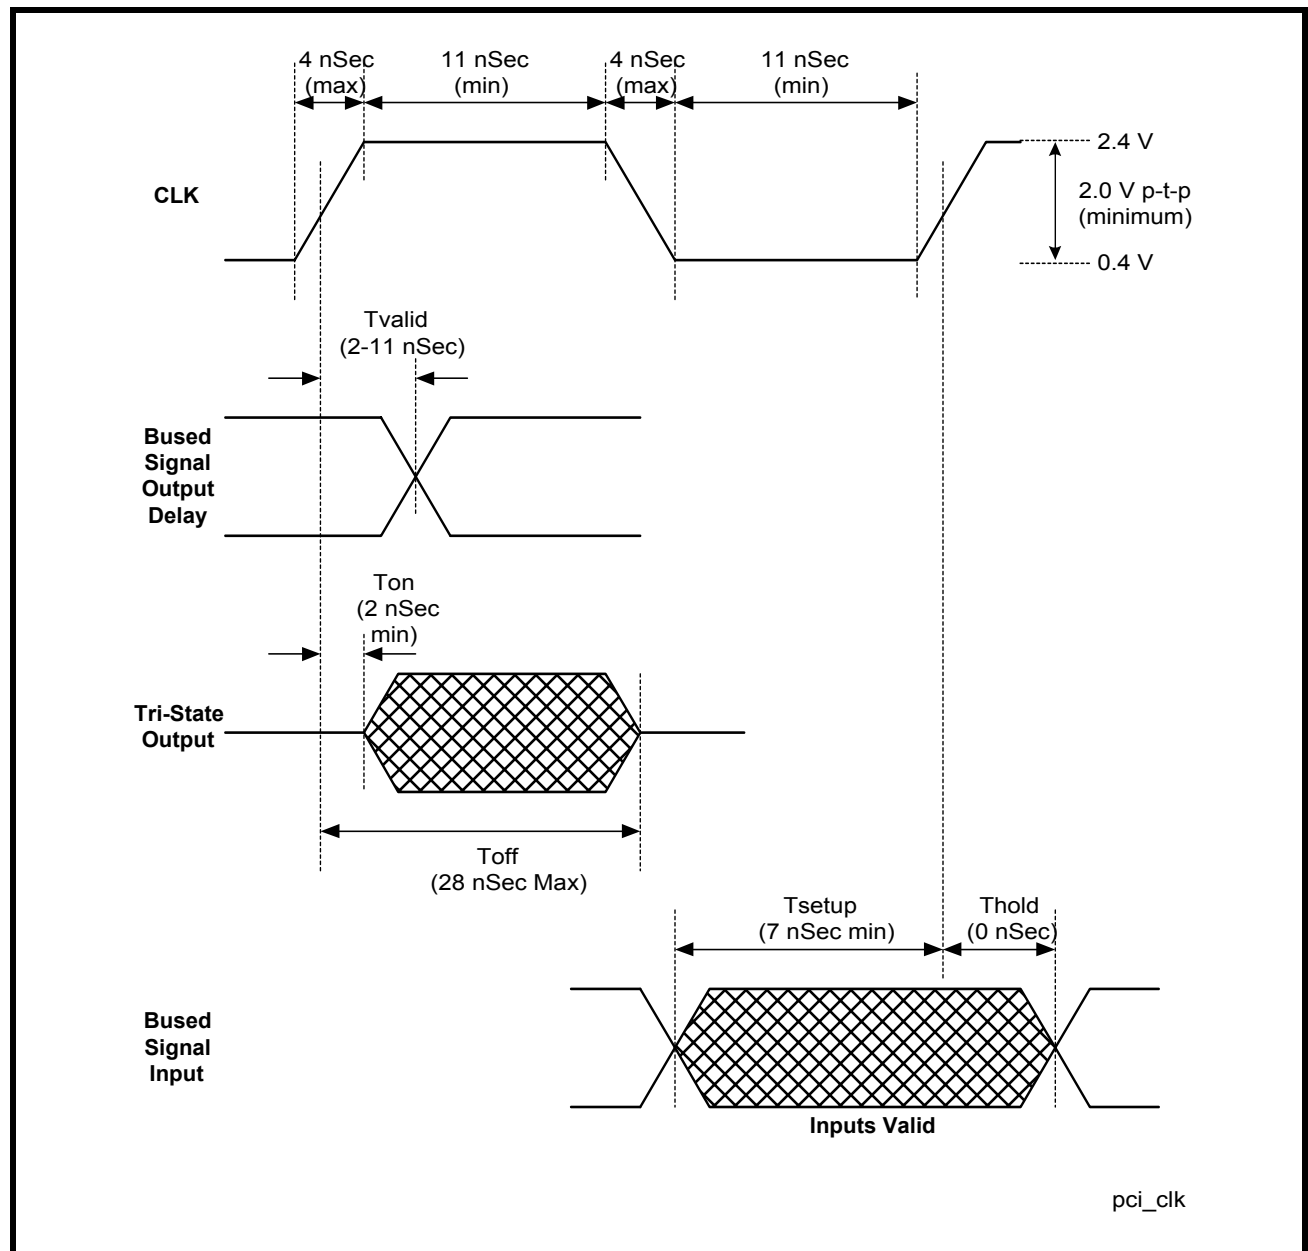 4 nSec
(max)
11 nSec
(min)
4 nSec
(max)
11 nSec
(min)
CLK
2.4 V
2.0 V p-t-p
(minimum)
0.4 V
Tvalid
(2-11 nSec)
Bused
Signal
Output
Delay
Ton
(2 nSec
min)
Tri-State
Output
Toff
(28 nSec Max)
Tsetup
(7 nSec min)
Thold
(0 nSec)
Bused
Signal
Input
Inputs Valid
pci_clk